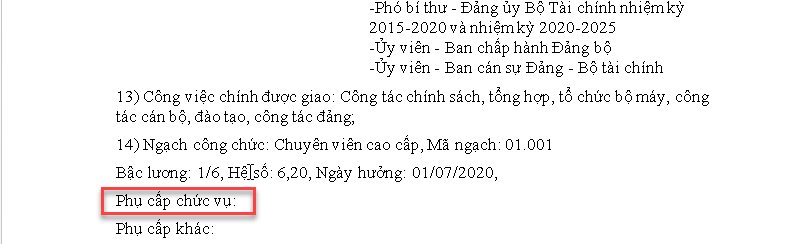 -Phó bí thư - Đảng ủy Bộ Tài chính nhiệm kỳ
2015-2020 và nhiệm kỳ 2020-2025
-Ủy viên - Ban chấp hành Đảng bộ
-Ủy viên - Ban cán sự Đảng - Bộ tài chính
13) Công việc chính được giao: Công tác chính sách, tổng hợp, tổ chức bộ máy, công
tác cán bộ, đào tạo, công tác đảng;
14) Ngạch công chức: Chuyên viên cao cấp, Mã ngạch: 01.001
Bậc lương: 1/6, Hệ số: 6,20, Ngày hưởng: 01/07/2020,
Phụ cấp chức vụ:
Phụ cấp khác: